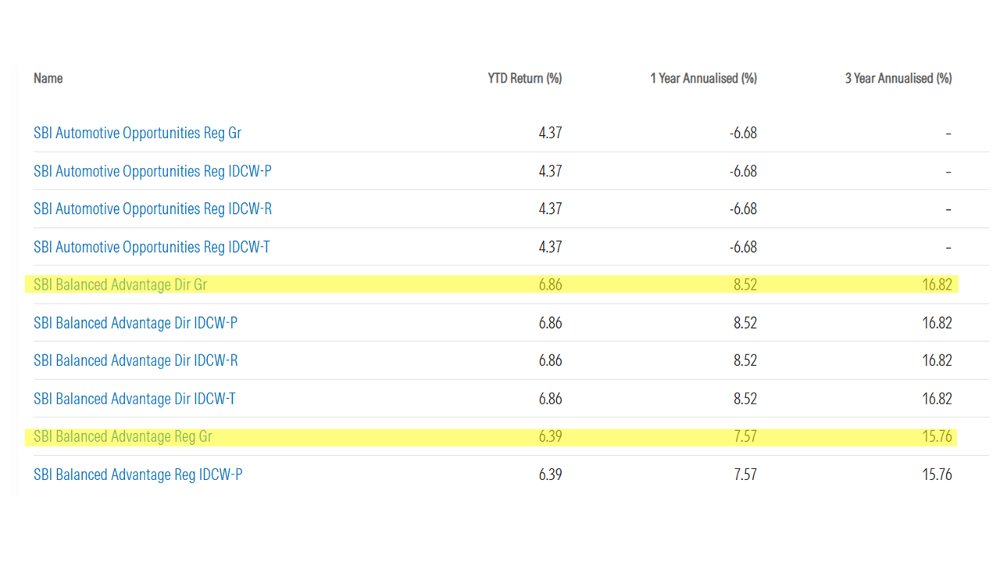 Name YTD Return (%) 1 Year Annualised (%) 3 Year Annualised (%)
SBI Automotive Opportunities Reg Gr 4.37 -6.68 –
SBI Automotive Opportunities Reg IDCW-P 4.37 -6.68 –
SBI Automotive Opportunities Reg IDCW-R 4.37 -6.68 –
SBI Automotive Opportunities Reg IDCW-T 4.37 -6.68 –
SBI Balanced Advantage Dir Gr 6.86 8.52 16.82
SBI Balanced Advantage Dir IDCW-P 6.86 8.52 16.82
SBI Balanced Advantage Dir IDCW-R 6.86 8.52 16.82
SBI Balanced Advantage Dir IDCW-T 6.86 8.52 16.82
SBI Balanced Advantage Reg Gr 6.39 7.57 15.76
SBI Balanced Advantage Reg IDCW-P 6.39 7.57 15.76